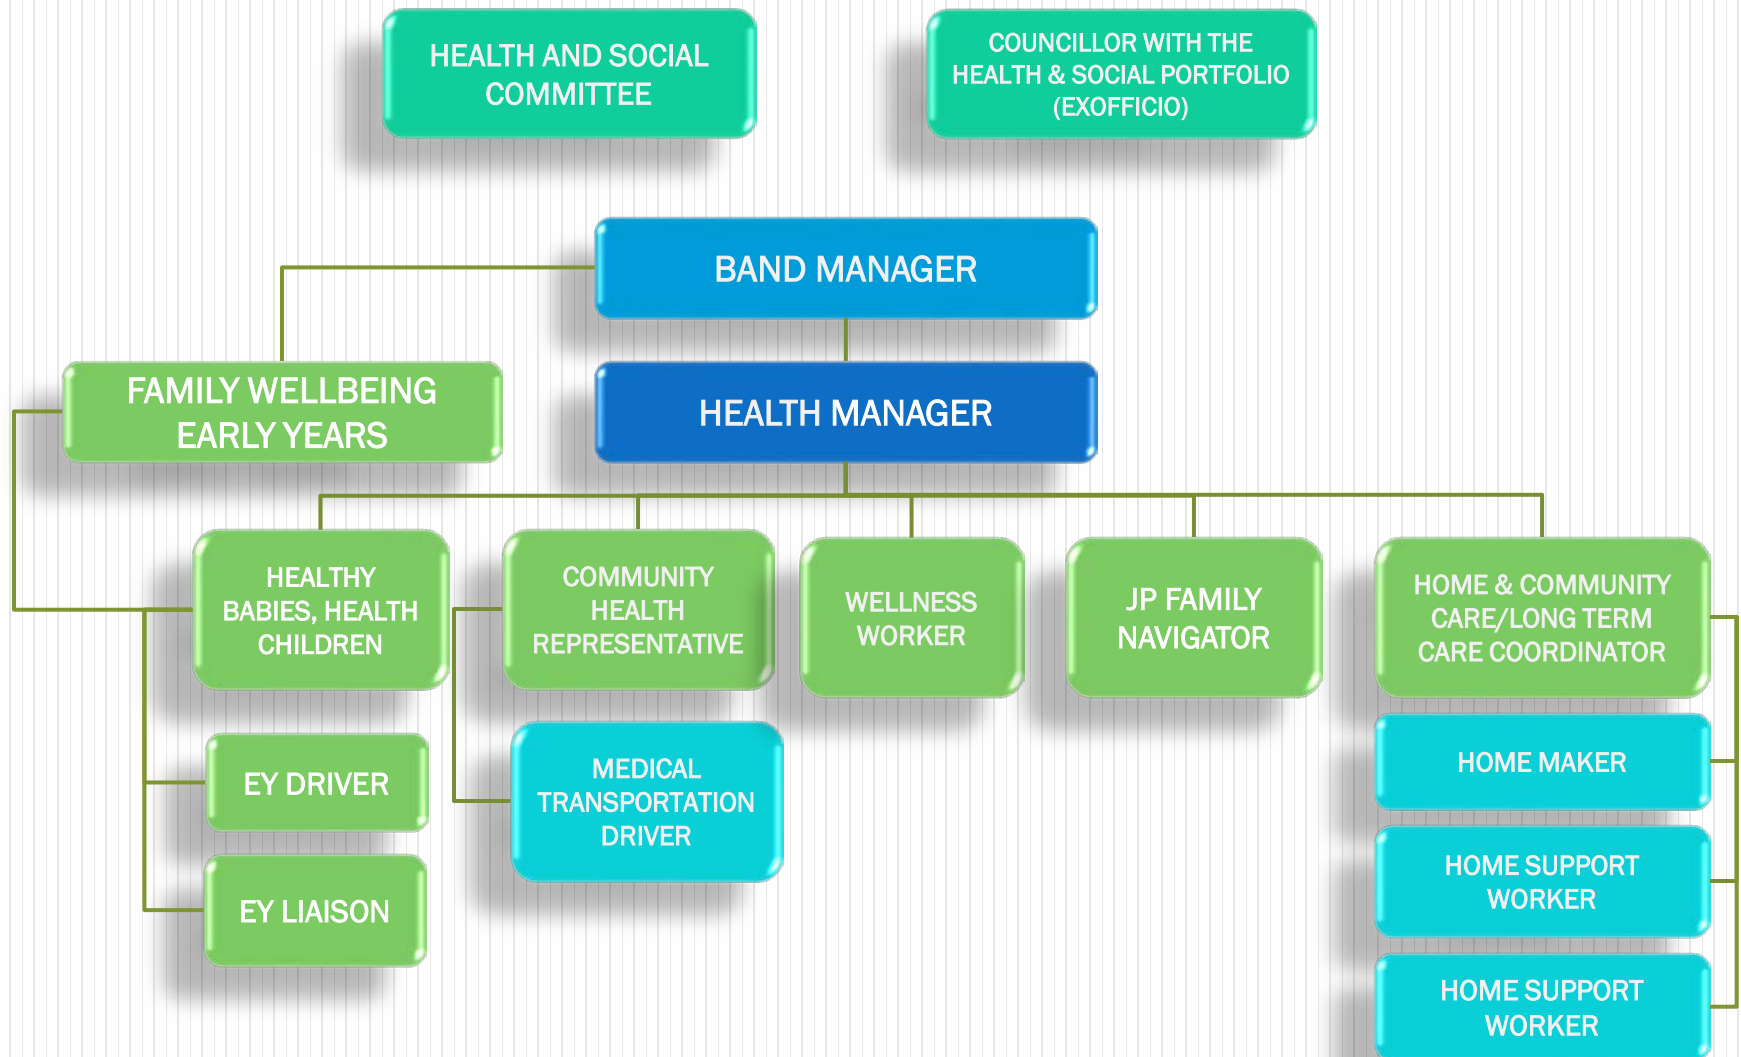 HEALTH AND SOCIAL
COMMITTEE
COUNCILLOR WITH THE
HEALTH & SOCIAL PORTFOLIO
(EXOFFICIO)
BAND MANAGER
FAMILY WELLBEING
EARLY YEARS
HEALTH MANAGER
HEALTHY
BABIES, HEALTH
CHILDREN
COMMUNITY
HEALTH
REPRESENTATIVE
WELLNESS
WORKER
JP FAMILY
NAVIGATOR
HOME & COMMUNITY
CARE/LONG TERM
CARE COORDINATOR
EY DRIVER
EY LIAISON
MEDICAL
TRANSPORTATION
DRIVER
HOME MAKER
HOME SUPPORT
WORKER
HOME SUPPORT
WORKER